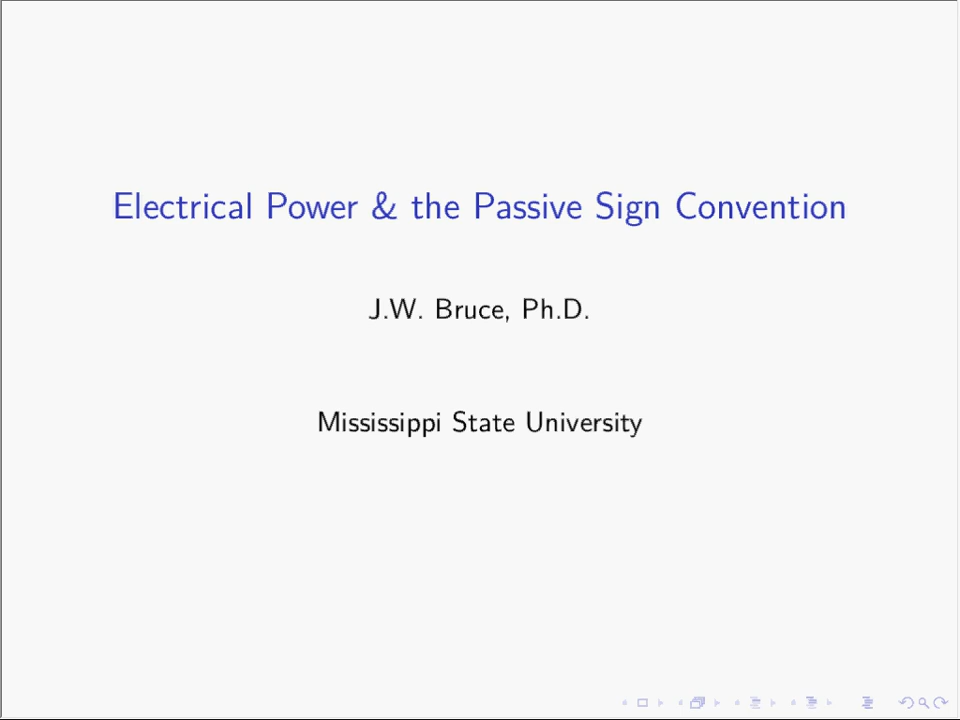 Electrical Power & the Passive Sign Convention
J.W. Bruce, Ph.D.
Mississippi State University